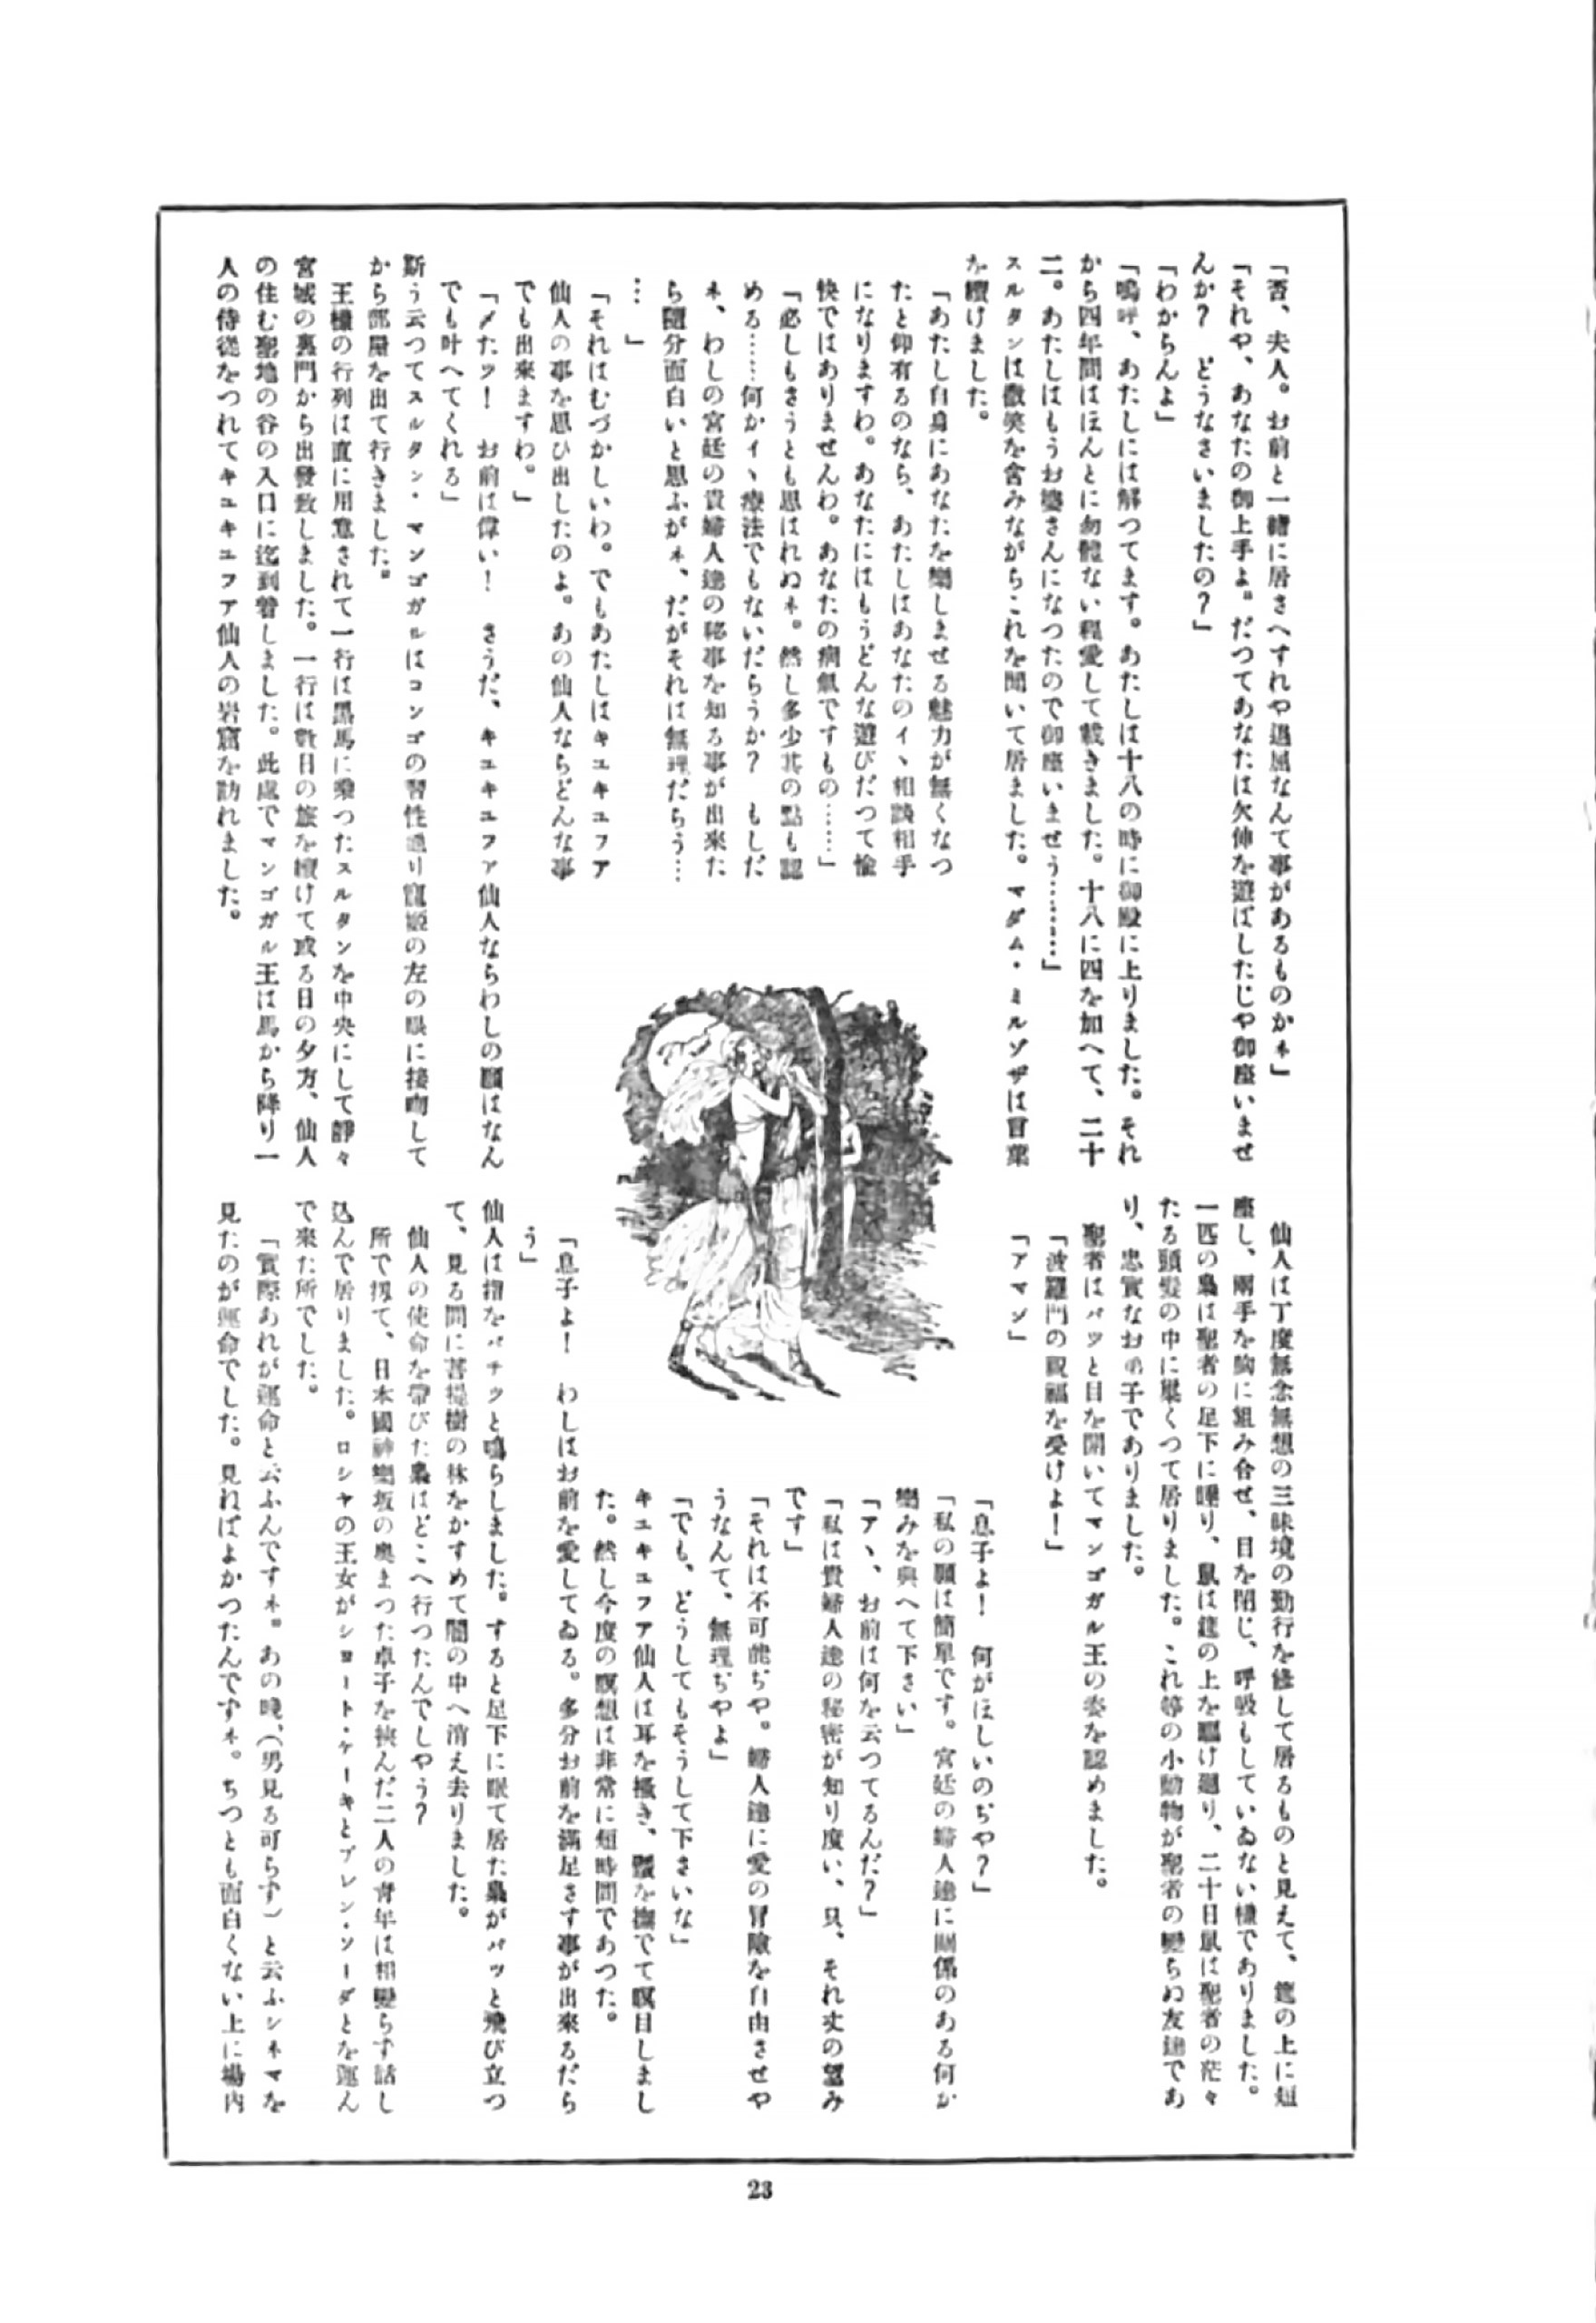 「否、夫人。お前と一緒に居さへすれや退屈なんて事があるものかネ」
「それや、あなたの御上手よ。だつてあなたは欠伸を遊ばしたじや御座いませ
んか？　どうなさいましたの？」
「わからんよ」
「嗚呼、あたしには解つてます。あたしは十八の時に御殿に上りました。それ
から四年間はほんとに勿體ない程愛して載きました。十八に四を加へて、二十
二。あたしはもうお婆さんになつたので御座いませう………」
スルタンは微笑を含みながらこれを聞いて居ました。マダム・ミルゾザは言葉
を續けました。
「あたし自身にあなたを樂しませる魅力が無くなつ
たと仰有るのなら、あたしはあなたのイヽ相談相手
になりますわ。あなたにはもうどんな遊びだつて愉
快ではありませんわ。あなたの病氣ですもの……」
「必しもさうとも思はれぬネ。然し多少其の點も認
める……何かイヽ療法でもないだらうか？　もしだ
ネ、わしの宮廷の貴婦人達の秘事を知る事が出來た
ら隨分面白いと思ふがネ、だがそれは無理だらう…
…　」
「それはむづかしいわ。でもあたしはキユキユフア
仙人の事を思ひ出したのよ。あの仙人ならどんな事
でも出來ますわ。」
「〆たツ！　お前は偉い！　さうだ、キユキユフア仙人ならわしの願はなん
でも叶へてくれる」
斯う云つてスルタン・マンゴガルはコンゴの習性通り寵姫の左の眼に接吻して
から部屋を出て行きました。
王樣の行列は直に用意されて一行は黒馬に乘つたスルタンを中央にして靜々
宮城の裏門から出發致しました。一行は數日の旅を續けて或る日の夕方、仙人
の住む聖地の谷の入口に迄到着しました。此處でマンゴガル王は馬から降り一
人の侍從をつれてキユキユフア仙人の岩窟を訪れました。
仙人は丁度無念無想の三昧境の勤行を修して居るものと見えて、筵の上に短
座し、兩手を胸に組み合せ、目を閉じ、呼吸もしていゐない樣でありました。
一匹の梟は聖者の足下に睡り、鼠は筵の上を驅け廻り、二十日鼠は聖者の茫々
たる頭髪の中に巣くつて居りました。これ等の小動物が聖者の變らぬ友達であ
り、忠實なお弟子でありました。
聖者はパツと目を開いてマンゴガル王の姿を認めました。
「波羅門の祝福を受けよ！」
「アマン」
「息子よ！　何がほしいのぢや？」
「私の願は簡單です。宮廷の婦人達に關係のある何か
樂みを與へて下さい」
「アヽ、お前は何を云つてるんだ？」
「私は貴婦人達の秘密が知り度い、只、それ丈の望み
です」
「それは不可能ぢや。婦人達に愛の冒險を自由させや
うなんて、無理ぢやよ」
「でも、どうしてもそうして下さいな」
キユキユフア仙人は耳を掻き、鬚を撫でて瞑目しまし
た。然し今度の瞑想は非常に短時間であつた。
「息子よ！　わしはお前を愛してゐる。多分お前を滿足さす事が出來るだら
う」
仙人は指をパチツと鳴らしました。すると足下に眠て居た梟がパツと飛び立つ
て、見る間に菩提樹の林をかすめて闇の中へ消え去りました。
仙人の使命を帶びた梟はどこへ行つたんでしやう？
所で扨て、日本國神樂坂の奥まつた卓子を挾んだ二人の青年は相變らず話し
込んで居りました。ロシヤの王女がシヨート・ケーキとプレン・ソーダとを運ん
で來た所でした。
「實際あれが運命と云ふんですネ。あの晩、（男見る可らず）と云ふシネマを
見たのが運命でした。見ればよかつたんですネ。ちつとも面白くない上に場内
23